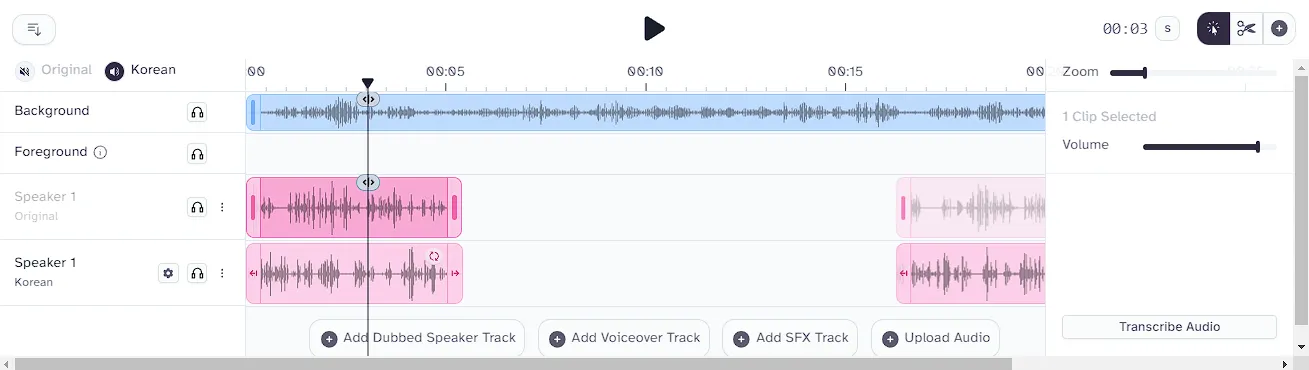 00:03 s
Original Korean 00 00:05 00:10 00:15 00 Zoom
Background
1 Clip Selected
Foreground
Volume
Speaker 1
Original
Speaker 1
Korean
Transcribe Audio
Add Dubbed Speaker Track Add Voiceover Track Add SFX Track Upload Audio